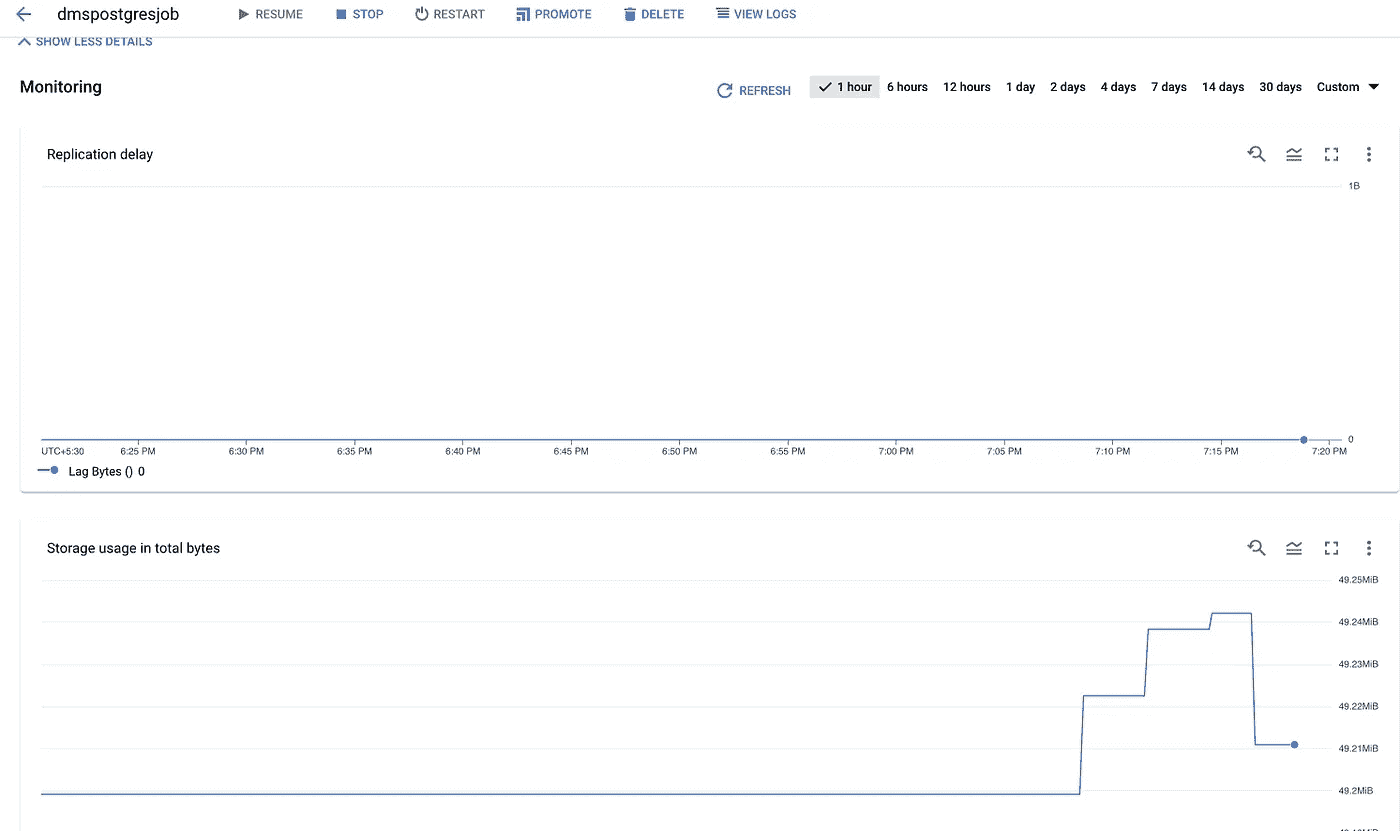 dmspostgresjob RESUME STOP RESTART PROMOTE DELETE VIEW LOGS
SHOW LESS DETAILS
Monitoring REFRESH 1 hour 6 hours 12 hours 1 day 2 days 4 days 7 days 14 days 30 days Custom
Replication delay
1B
0
UTC+5:30 6:25 PM 6:30 PM 6:35 PM 6:40 PM 6:45 PM 6:50 PM 6:55 PM 7:00 PM 7:05 PM 7:10 PM 7:15 PM 7:20 PM
Lag Bytes () 0
Storage usage in total bytes
49.25MiB
49.24MiB
49.23MiB
49.22MiB
49.21MiB
49.2MiB